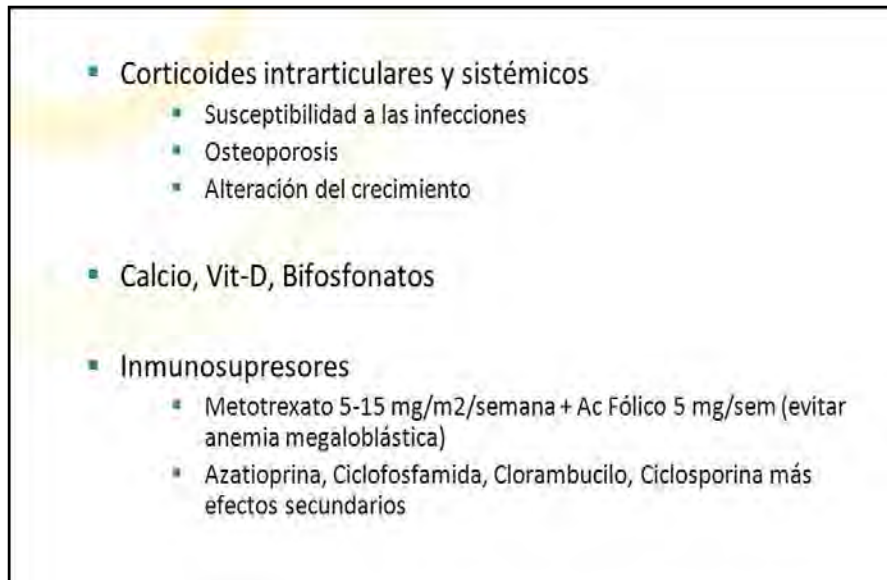 Corticoides intrarticulares y sistémicos
Susceptibilidad a las infecciones
Osteoporosis
Alteración del crecimiento
Calcio, Vit-D, Bifosfonatos
Inmunosupresores
Metotrexato 5-15 mg/m2/semana + Ac Fólico 5 mg/sem (evitar
anemia megaloblástica)
Azatioprina, Ciclofosfamida, Clorambucilo, Ciclosporina más
efectos secundarios